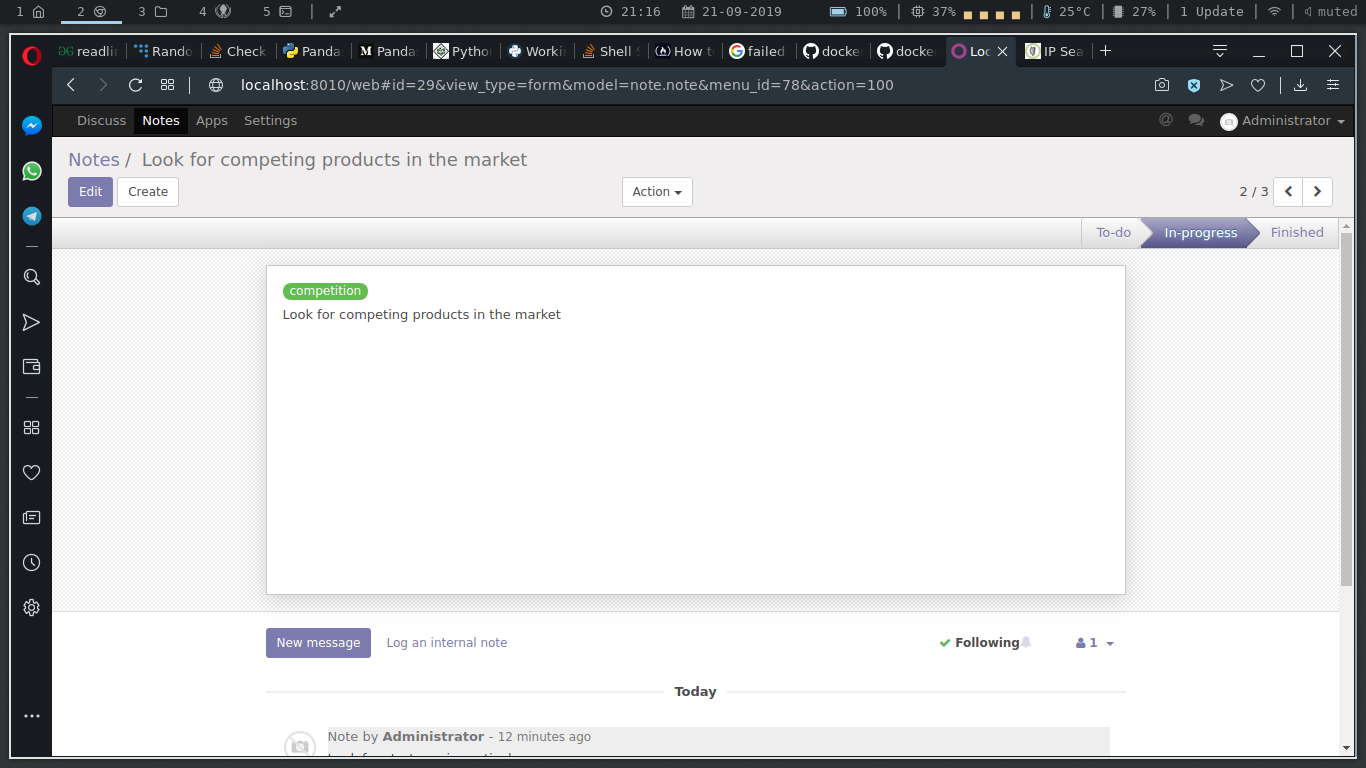 1 2 3 4 5 21:16 21-09-2019 100% 37% 25°C 27% 1 Update muted
readli Rando Check Panda Panda Pytho Worki Shell How t failed docke docke Loc IP Sea
localhost:8010/web#id=29&view_type=form&model=note.note&menu_id=78&action=100
Discuss Notes Apps Settings @ Administrator
Notes / Look for competing products in the market
Edit Create Action 2 / 3
To-do In-progress Finished
competition
Look for competing products in the market
New message Log an internal note Following 1
Today
Note by Administrator - 12 minutes ago